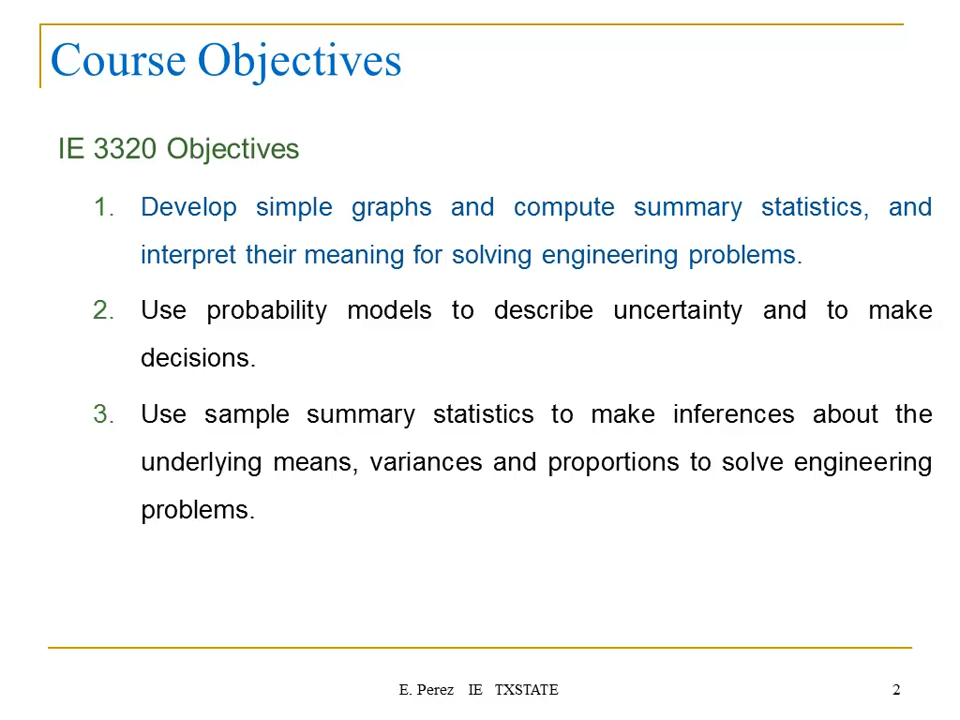 Course Objectives
IE 3320 Objectives
1. Develop simple graphs and compute summary statistics, and
interpret their meaning for solving engineering problems.
2. Use probability models to describe uncertainty and to make
decisions.
3. Use sample summary statistics to make inferences about the
underlying means, variances and proportions to solve engineering
problems.
E. Perez IE TXSTATE 2